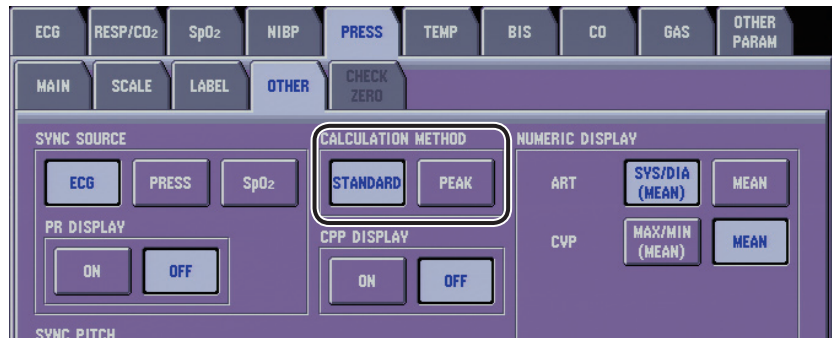 ECG RESP/CO2 SpO2 NIBP PRESS TEMP BIS CO GAS OTHER PARAM
MAIN SCALE LABEL OTHER CHECK ZERO
SYNC SOURCE
ECG PRESS SpO2
PR DISPLAY
ON OFF
SYNC PITCH
CALCULATION METHOD
STANDARD PEAK
CPP DISPLAY
ON OFF
NUMERIC DISPLAY
ART SYS/DIA (MEAN) MEAN
CVP MAX/MIN (MEAN) MEAN